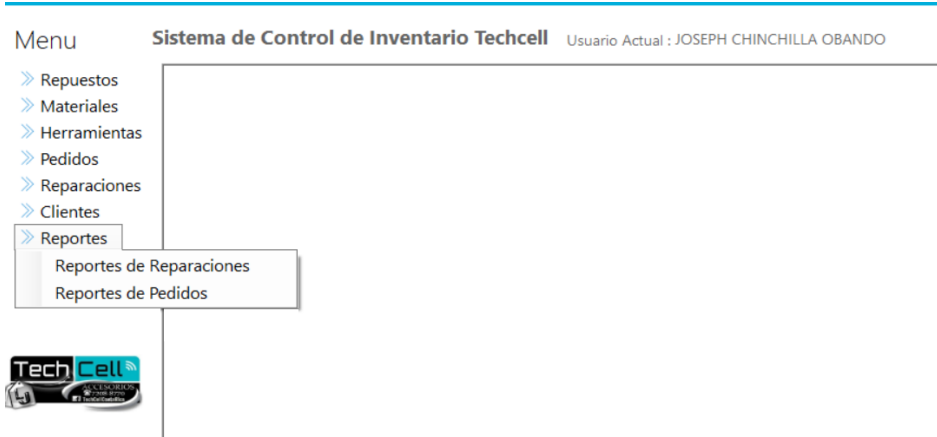 Menu
Sistema de Control de Inventario Techcell
Usuario Actual : JOSEPH CHINCHILLA OBANDO
Repuestos
Materiales
Herramientas
Pedidos
Reparaciones
Clientes
Reportes
Reportes de Reparaciones
Reportes de Pedidos
Tech Cell
ACCESORIOS
TechCellCostaRica